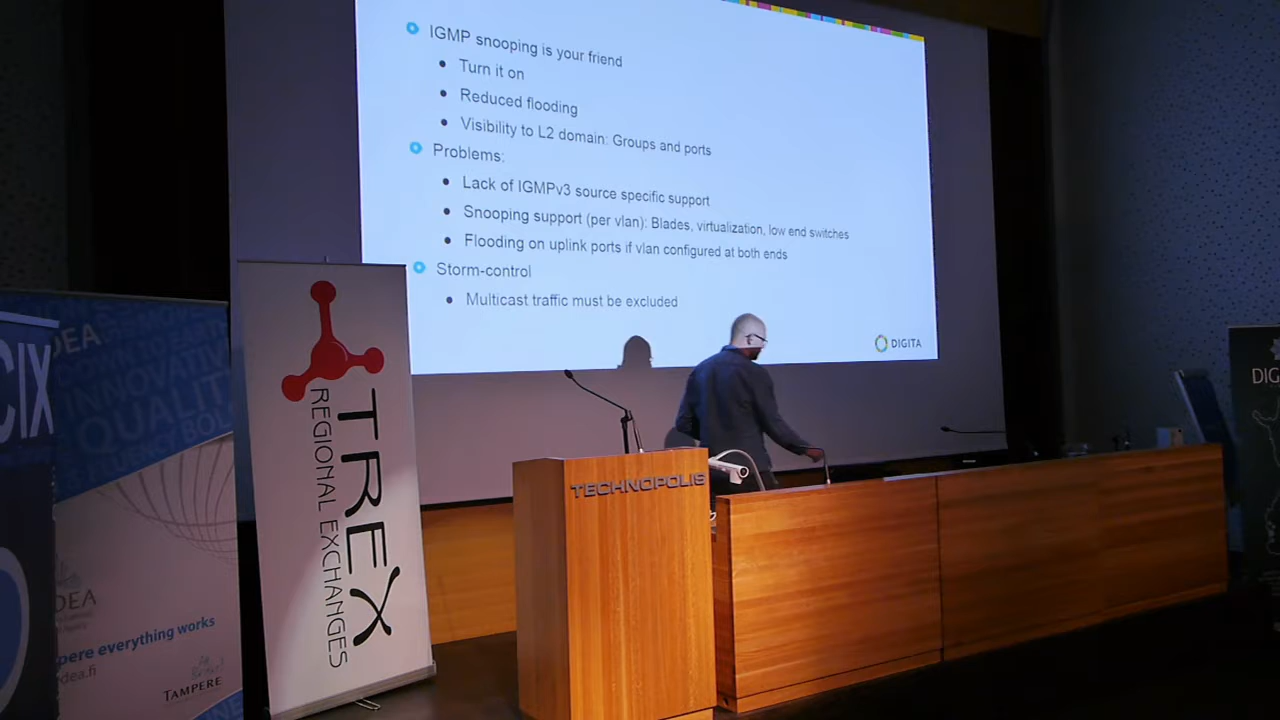 IGMP snooping is your friend
Turn it on
Reduced flooding
Visibility to L2 domain: Groups and ports
Problems:
Lack of IGMPv3 source specific support
Snooping support (per vlan): Blades, virtualization, low end switches
Flooding on uplink ports if vlan configured at both ends
Storm-control
Multicast traffic must be excluded
DIGITA
TREX
REGIONAL EXCHANGES
TECHNOPOLIS
CIX
DEA
INNOVA
QUALIT
DEA
pere everything works
dea.fi
TAMPERE
DIG